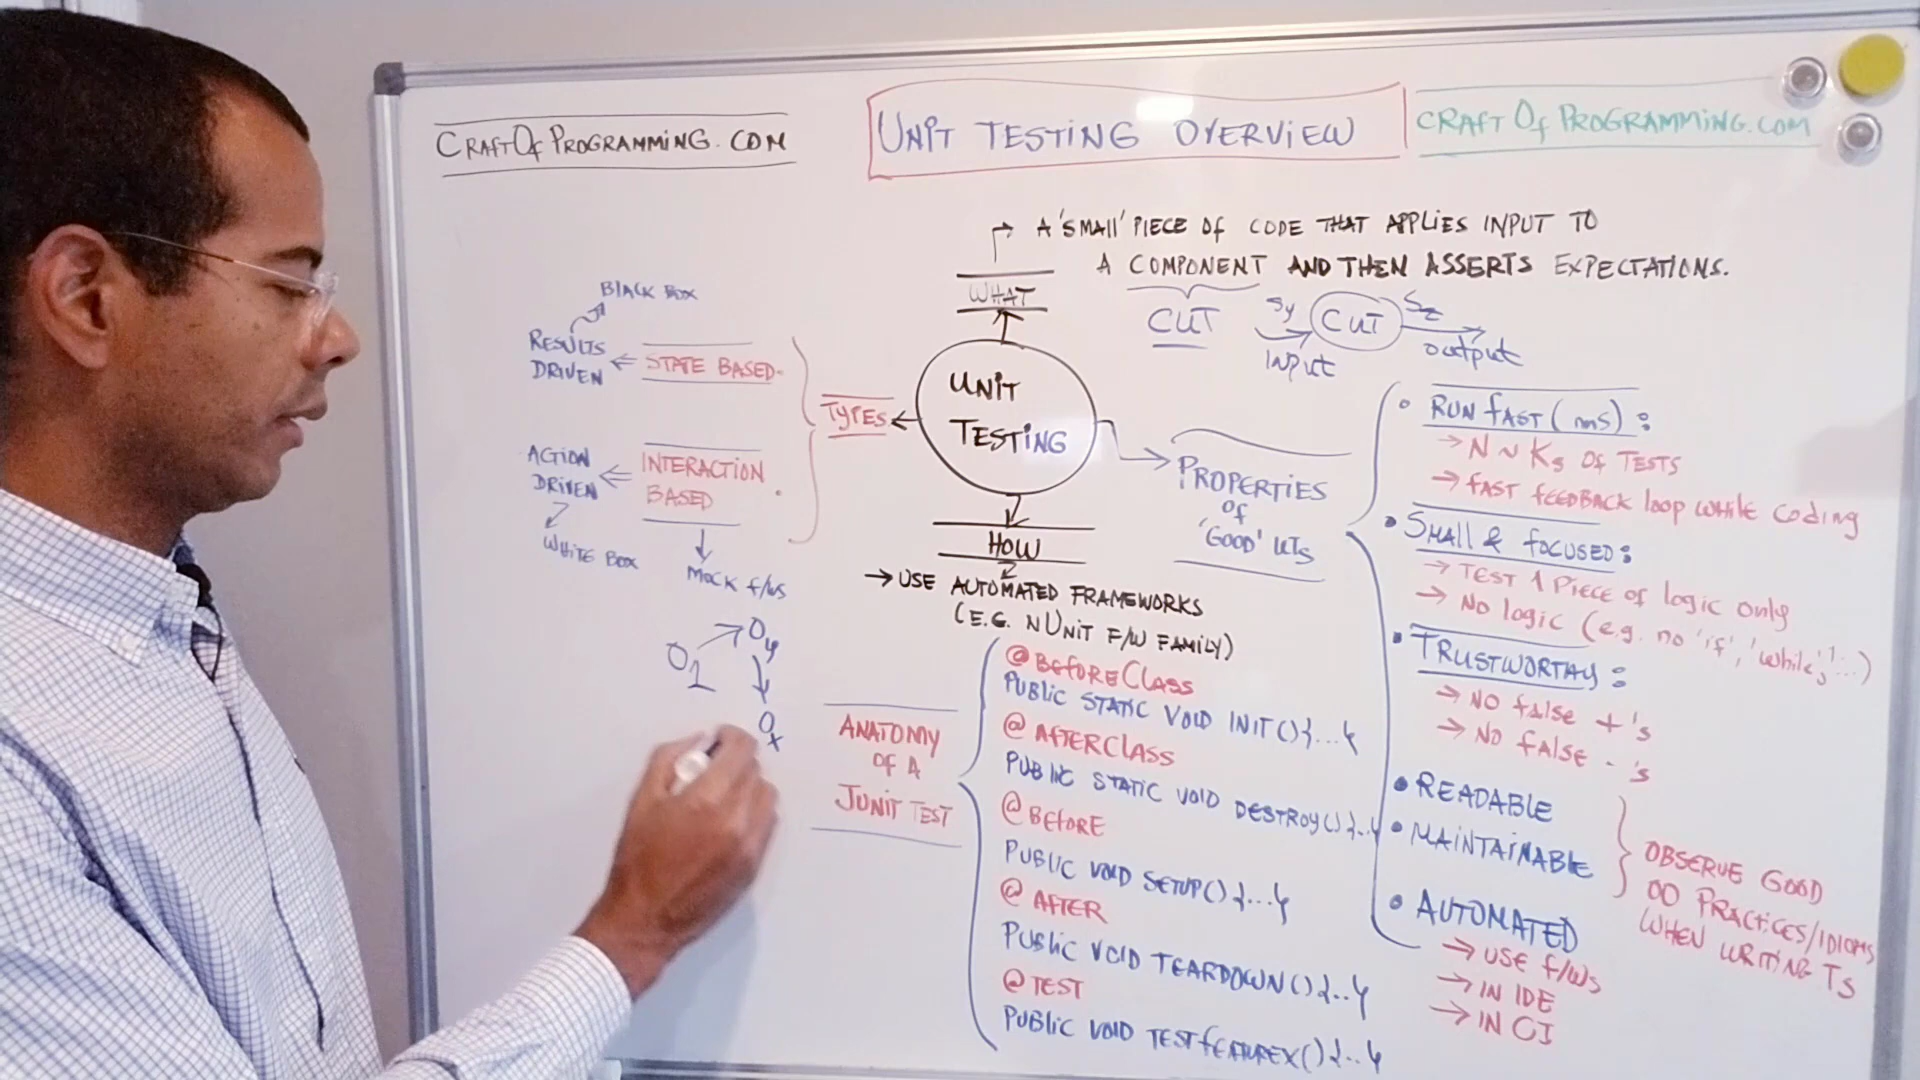 CRAFTOFPROGRAMMING.COM
UNIT TESTING OVERVIEW
CRAFTOFPROGRAMMING.COM
→ A 'SMALL' PIECE OF CODE THAT APPLIES INPUT TO
A COMPONENT AND THEN ASSERTS EXPECTATIONS.
WHAT
CUT
Sy
CUT
Sz
INPUT
OUTPUT
UNIT
TESTING
TYPES
STATE BASED
RESULTS
DRIVEN
BLACK BOX
INTERACTION
BASED
ACTION
DRIVEN
WHITE BOX
MOCK F/WS
O1
Oy
Ox
HOW
→ USE AUTOMATED FRAMEWORKS
(E.G. NUNIT F/W FAMILY)
ANATOMY
OF A
JUNIT TEST
@BEFORECLASS
PUBLIC STATIC VOID INIT(){...}
@AFTERCLASS
PUBLIC STATIC VOID DESTROY(){..}
@BEFORE
PUBLIC VOID SETUP(){...}
@AFTER
PUBLIC VOID TEARDOWN(){..}
@TEST
PUBLIC VOID TESTFEATUREX(){..}
PROPERTIES
OF
'GOOD' UTS
• RUN FAST (ms):
→ N ~ Ks OF TESTS
→ FAST FEEDBACK LOOP WHILE CODING
• SMALL & FOCUSED:
→ TEST 1 PIECE OF LOGIC ONLY
→ NO LOGIC (e.g. no 'if', 'while', ...)
• TRUSTWORTHY:
→ NO FALSE +'s
→ NO FALSE -'s
• READABLE
• MAINTAINABLE
OBSERVE GOOD
OO PRACTICES/IDIOMS
WHEN WRITING TS
• AUTOMATED
→ USE F/WS
→ IN IDE
→ IN CI